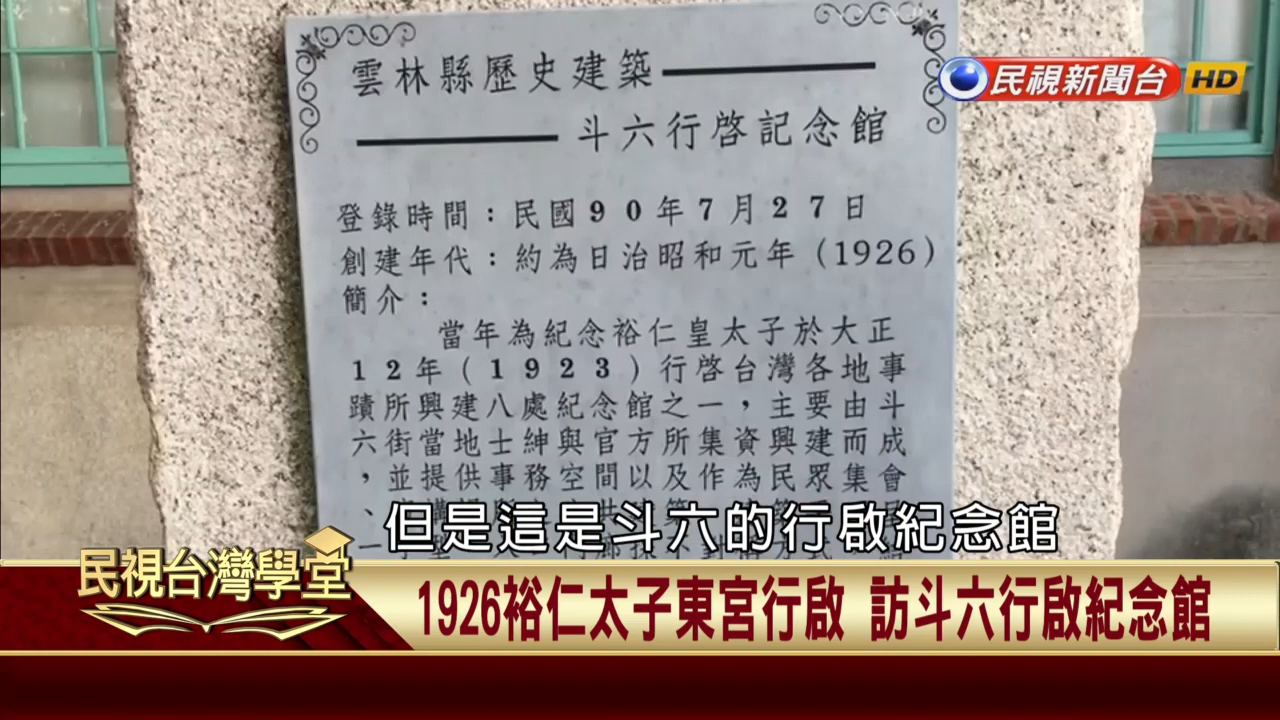 雲林縣歷史建築
斗六行啓記念館
民視新聞台 HD
登錄時間：民國90年7月27日
創建年代：約為日治昭和元年（1926）
簡介：
當年為紀念裕仁皇太子於大正
12年（1923）行啓台灣各地事
蹟所興建八處紀念館之一，主要由斗
六街當地士紳與官方所集資興建而成
，並提供事務空間以及作為民眾集會
但是這是斗六的行啟紀念館
民視台灣學堂
1926裕仁太子東宮行啟 訪斗六行啟紀念館